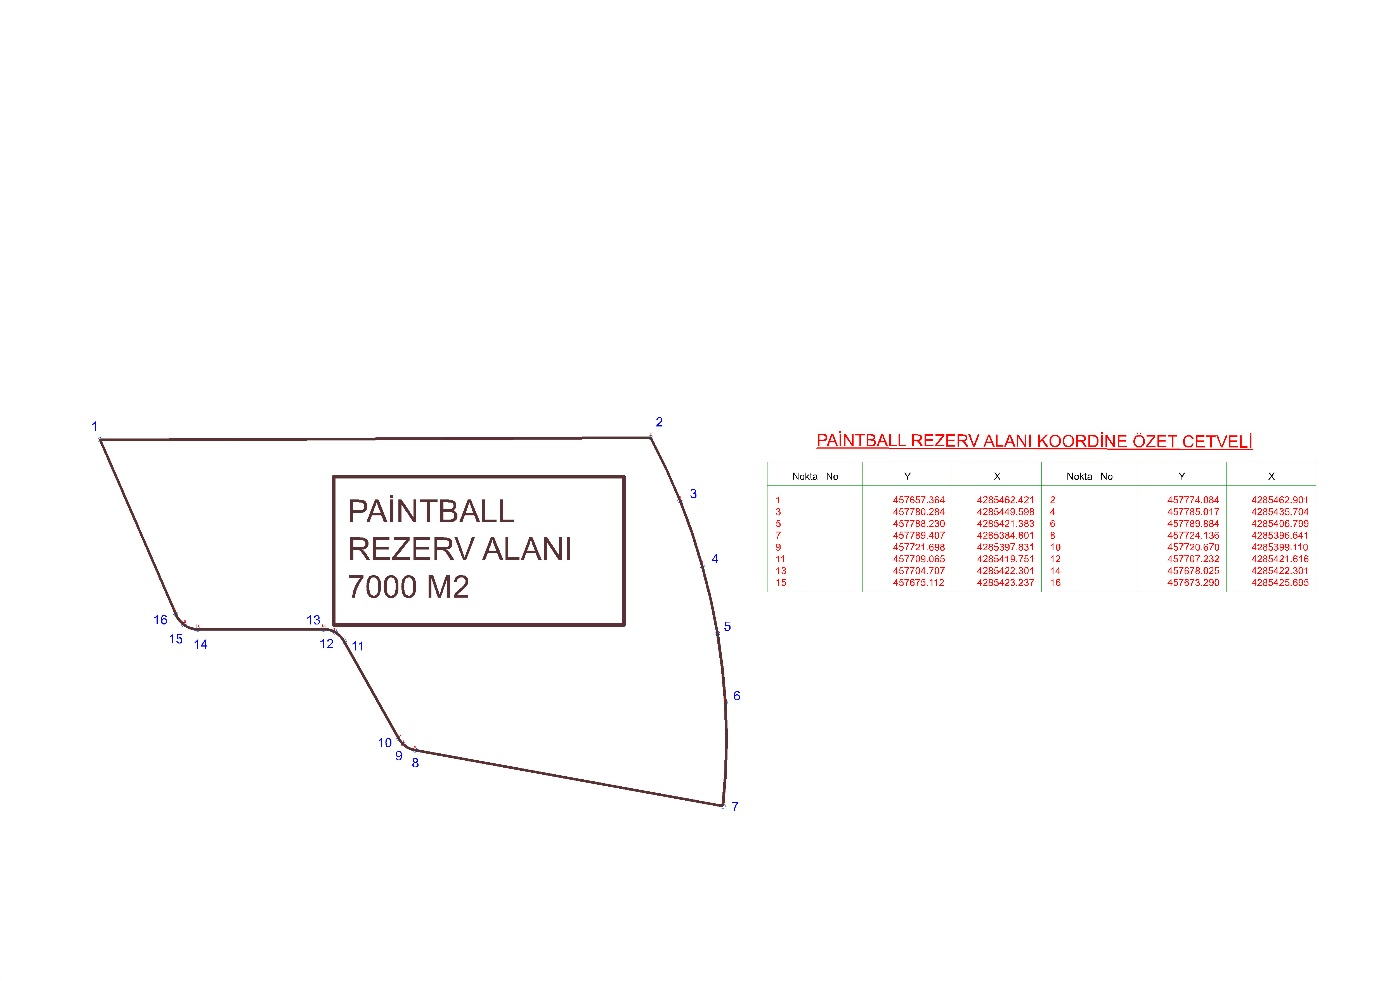 PAİNTBALL
REZERV ALANI
7000 M2
1
2
3
4
5
6
7
8
9
10
11
12
13
14
15
16
PAİNTBALL REZERV ALANI KOORDİNE ÖZET CETVELİ
Nokta No Y X Nokta No Y X
1 457657.364 4285462.421 2 457774.084 4285462.901
3 457780.284 4285449.598 4 457785.017 4285435.704
5 457788.230 4285421.383 6 457789.884 4285406.799
7 457789.407 4285384.601 8 457724.136 4285396.641
9 457721.698 4285397.831 10 457720.670 4285399.110
11 457709.065 4285419.751 12 457707.232 4285421.616
13 457704.707 4285422.301 14 457678.025 4285422.301
15 457675.112 4285423.237 16 457673.290 4285425.695